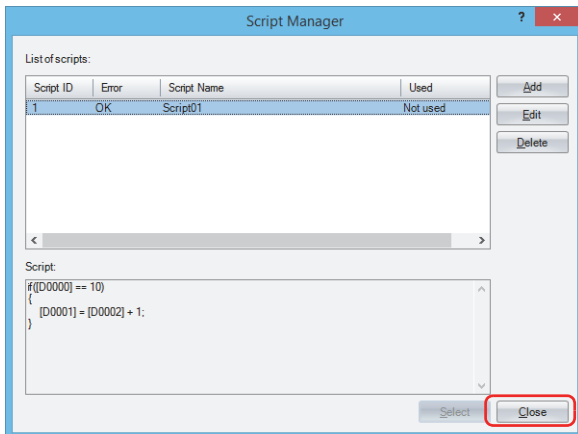 Script Manager
?
×
List of scripts:
Script ID Error Script Name Used
1 OK Script01 Not used
Add
Edit
Delete
Script:
if([D0000] == 10)
{
[D0001] = [D0002] + 1;
}
Select
Close